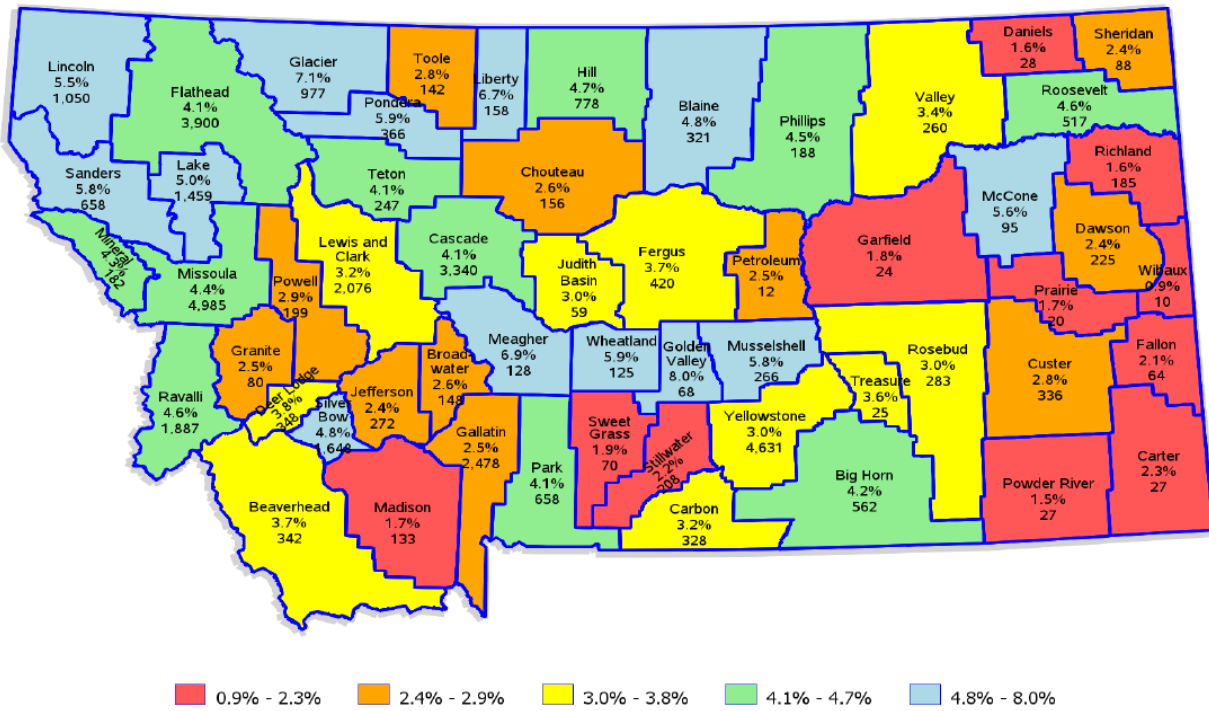 Lincoln
5.5%
1,050
Flathead
4.1%
3,900
Glacier
7.1%
977
Toole
2.8%
142
Pondera
5.9%
366
Liberty
6.7%
158
Hill
4.7%
778
Blaine
4.8%
321
Phillips
4.5%
188
Valley
3.4%
260
Daniels
1.6%
28
Sheridan
2.4%
88
Roosevelt
4.6%
517
Richland
1.6%
185
Sanders
5.8%
658
Lake
5.0%
1,459
Teton
4.1%
247
Chouteau
2.6%
156
McCone
5.6%
95
Dawson
2.4%
225
Wibaux
0.9%
10
Mineral
4.3%
182
Missoula
4.4%
4,985
Powell
2.9%
199
Lewis and
Clark
3.2%
2,076
Cascade
4.1%
3,340
Judith
Basin
3.0%
59
Fergus
3.7%
420
Petroleum
2.5%
12
Garfield
1.8%
24
Prairie
1.7%
20
Ravalli
4.6%
1,887
Granite
2.5%
80
Deer Lodge
3.8%
348
Silver
Bow
4.8%
Jefferson
2.4%
272
Broad-
water
2.6%
148
Meagher
6.9%
128
Wheatland
5.9%
125
Golden
Valley
8.0%
68
Musselshell
5.8%
266
Treasure
3.6%
25
Rosebud
3.0%
283
Custer
2.8%
336
Fallon
2.1%
64
Beaverhead
3.7%
342
Madison
1.7%
133
Gallatin
2.5%
2,478
Park
4.1%
658
Sweet
Grass
1.9%
70
Stillwater
2.2%
208
Yellowstone
3.0%
4,631
Carbon
3.2%
328
Big Horn
4.2%
562
Powder River
1.5%
27
Carter
2.3%
27
0.9% - 2.3%
2.4% - 2.9%
3.0% - 3.8%
4.1% - 4.7%
4.8% - 8.0%